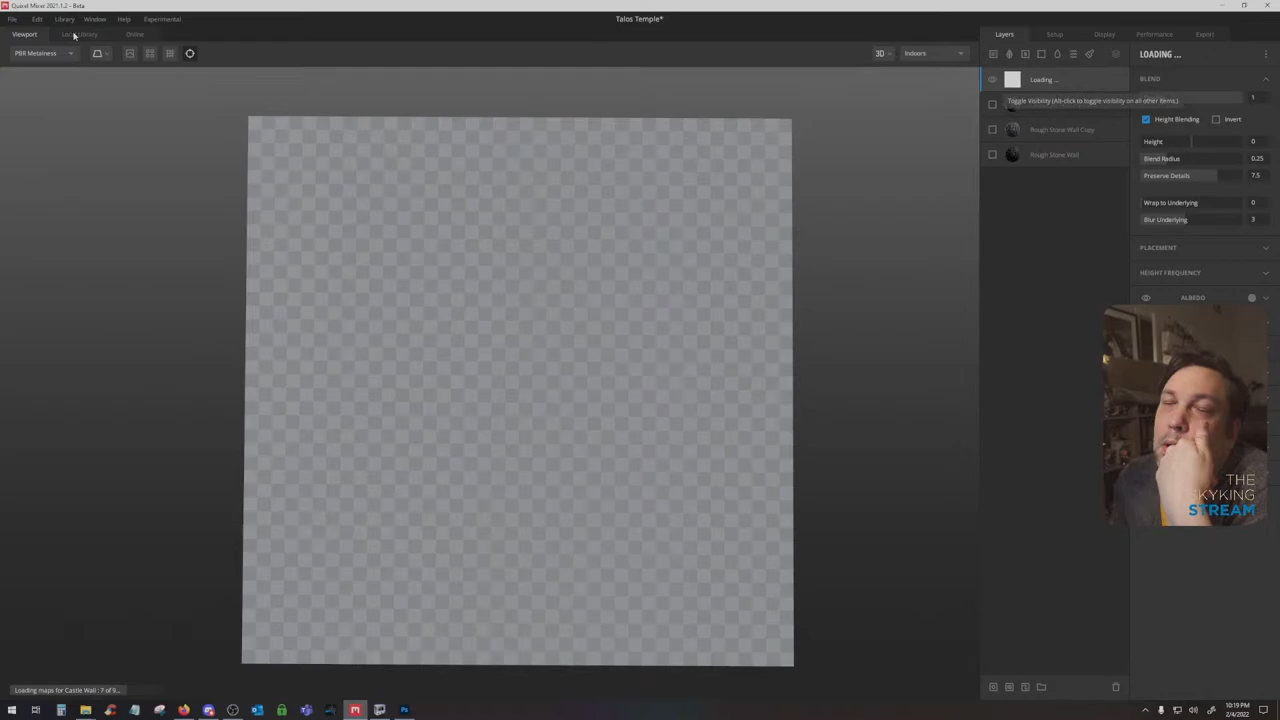 Quixel Mixer 2021.1.2 - Beta
File Edit Library Window Help Experimental
Talos Temple*
Viewport Local Library Online
Layers Setup Display Performance Export
PBR Metalness
3D
Indoors
LOADING ...
Loading ...
BLEND
Toggle Visibility (Alt-click to toggle visibility on all other items.)
1
Height Blending Invert
Rough Stone Wall Copy
Height 0
Rough Stone Wall
Blend Radius 0.25
Preserve Details 7.5
Wrap to Underlying 0
Blur Underlying 3
PLACEMENT
HEIGHT FREQUENCY
ALBEDO
THE
SKYKING
STREAM
Loading maps for Castle Wall : 7 of 9...
10:19 PM
2/4/2022